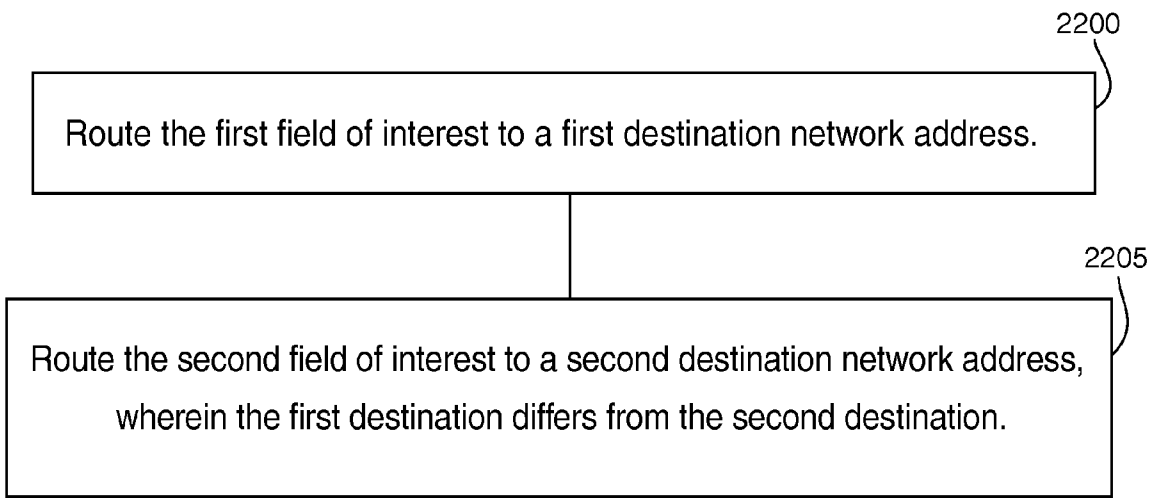 2200
Route the first field of interest to a first destination network address.
2205
Route the second field of interest to a second destination network address,
wherein the first destination differs from the second destination.